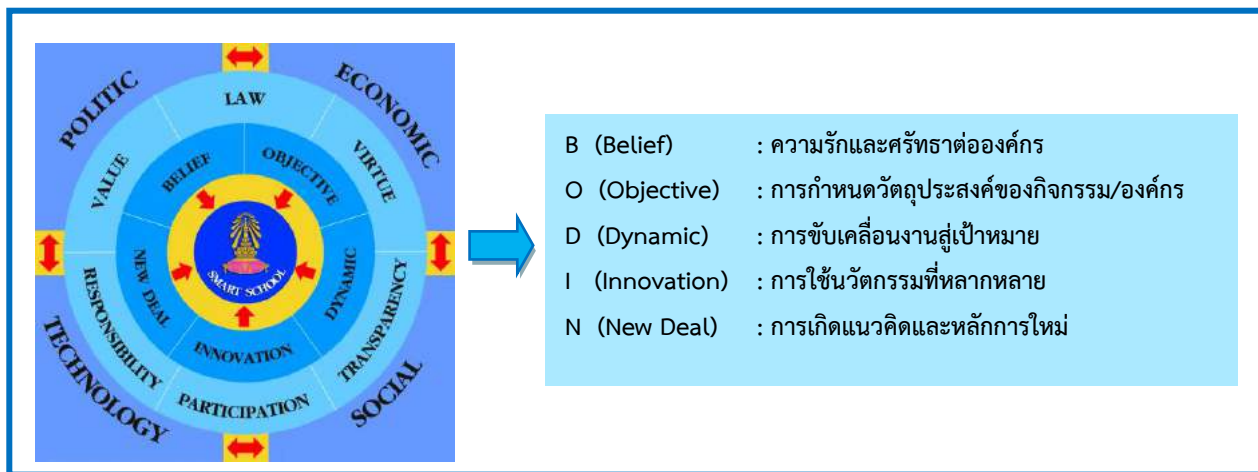 POLITIC
ECONOMIC
LAW
VALUE
VIRTUE
BELIEF
OBJECTIVE
SMART SCHOOL
NEW DEAL
DYNAMIC
RESPONSIBILITY
TRANSPARENCY
INNOVATION
PARTICIPATION
TECHNOLOGY
SOCIAL
B (Belief) : ความรักและศรัทธาต่อองค์กร
O (Objective) : การกำหนดวัตถุประสงค์ของกิจกรรม/องค์กร
D (Dynamic) : การขับเคลื่อนงานสู่เป้าหมาย
I (Innovation) : การใช้นวัตกรรมที่หลากหลาย
N (New Deal) : การเกิดแนวคิดและหลักการใหม่